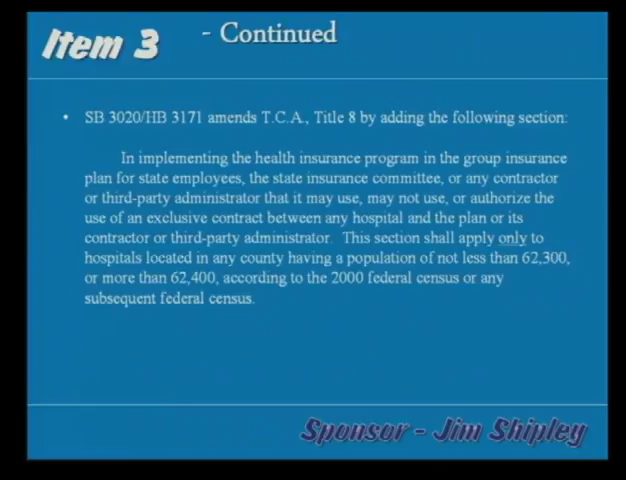 Item 3 - Continued
• SB 3020/HB 3171 amends T.C.A., Title 8 by adding the following section:
In implementing the health insurance program in the group insurance
plan for state employees, the state insurance committee, or any contractor
or third-party administrator that it may use, may not use, or authorize the
use of an exclusive contract between any hospital and the plan or its
contractor or third-party administrator. This section shall apply only to
hospitals located in any county having a population of not less than 62,300,
or more than 62,400, according to the 2000 federal census or any
subsequent federal census.
Sponsor - Jim Shipley